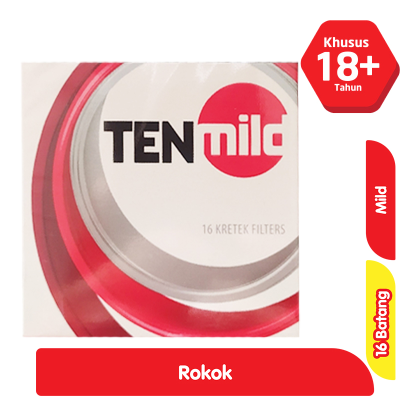 Khusus
18+
Tahun
TEN mild
16 KRETEK FILTERS
Mild
16 Batang
Rokok